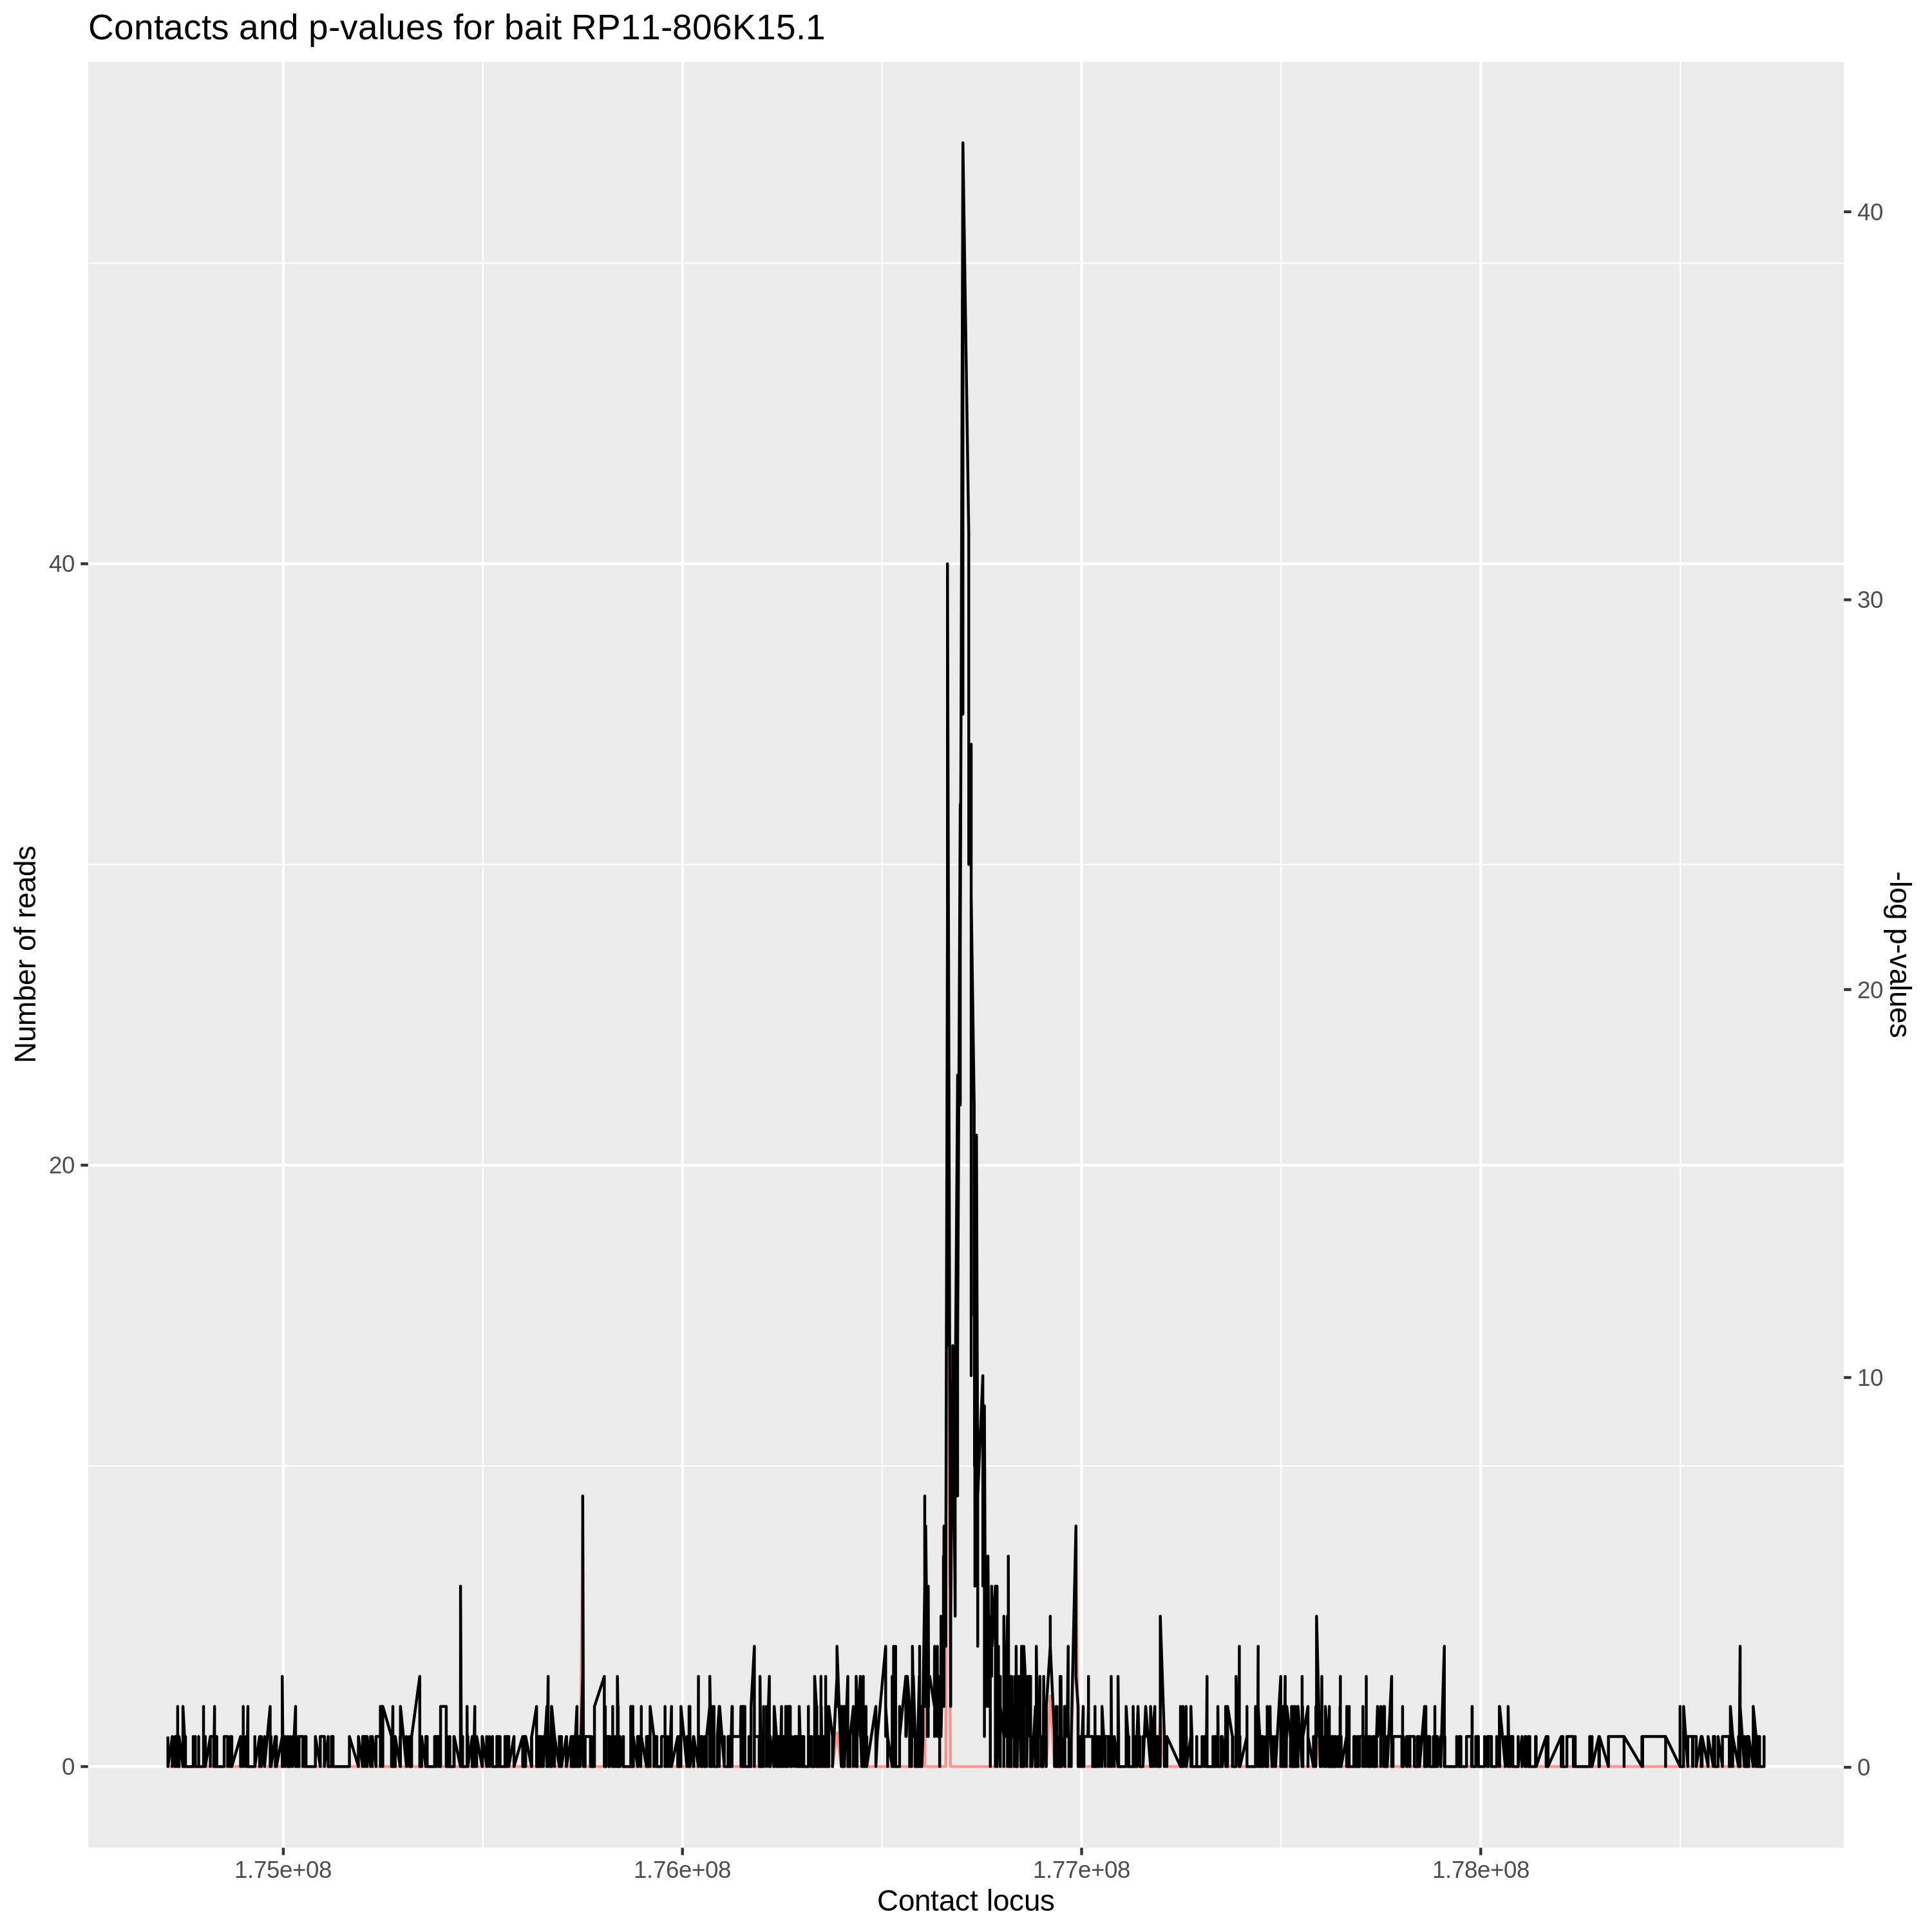 Contacts and p-values for bait RP11-806K15.1
40
20
0
Number of reads
40
30
20
10
0
-log p-values
1.75e+08
1.76e+08
1.77e+08
1.78e+08
Contact locus